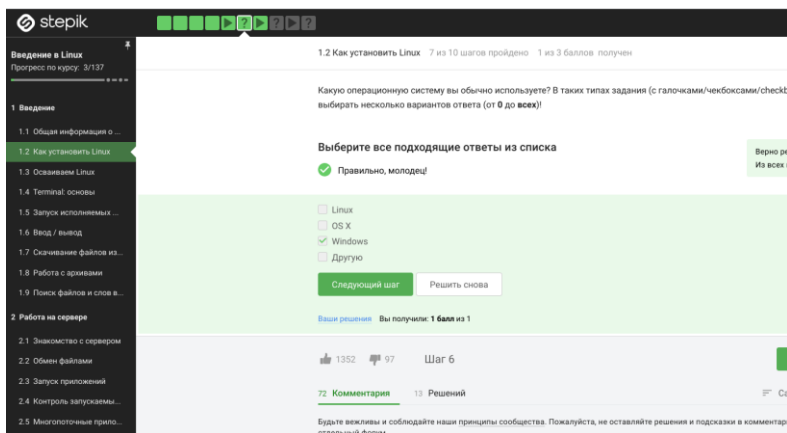 stepik
Введение в Linux
Прогресс по курсу: 3/137
1 Введение
1.1 Общая информация о ...
1.2 Как установить Linux
1.3 Осваиваем Linux
1.4 Terminal: основы
1.5 Запуск исполняемых ...
1.6 Ввод / вывод
1.7 Скачивание файлов из...
1.8 Работа с архивами
1.9 Поиск файлов и слов в...
2 Работа на сервере
2.1 Знакомство с сервером
2.2 Обмен файлами
2.3 Запуск приложений
2.4 Контроль запускаемы...
2.5 Многопоточные прило...
1.2 Как установить Linux 7 из 10 шагов пройдено 1 из 3 баллов получен
Какую операционную систему вы обычно используете? В таких типах задания (с галочками/чекбоксами/checkb
выбирать несколько вариантов ответа (от 0 до всех)!
Выберите все подходящие ответы из списка
Правильно, молодец!
Верно ре
Из всех
Linux
OS X
Windows
Другую
Следующий шаг Решить снова
Ваши решения Вы получили: 1 балл из 1
1352 97 Шаг 6
72 Комментария 13 Решений
Са
Будьте вежливы и соблюдайте наши принципы сообщества. Пожалуйста, не оставляйте решения и подсказки в комментар
отдельный форум